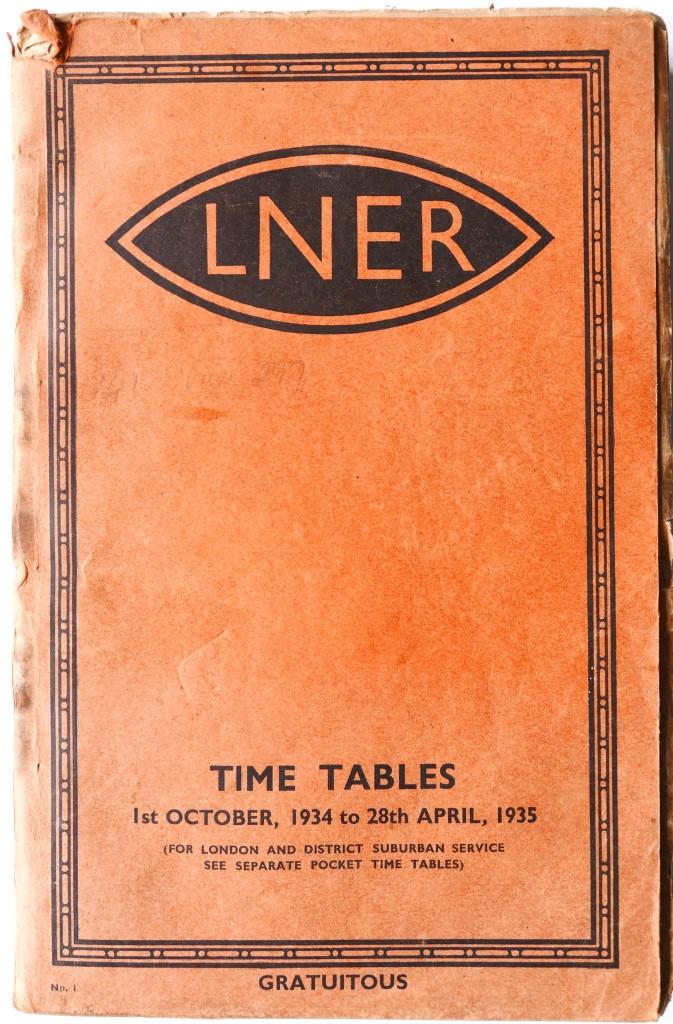 LNER
TIME TABLES
1st OCTOBER, 1934 to 28th APRIL, 1935
(FOR LONDON AND DISTRICT SUBURBAN SERVICE
SEE SEPARATE POCKET TIME TABLES)
No. 1
GRATUITOUS